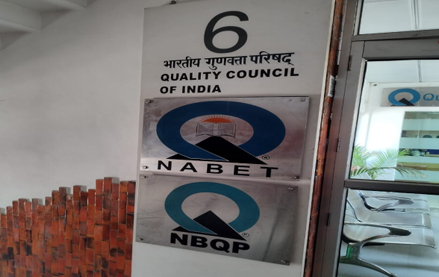 6
भारतीय गुणवत्ता परिषद्
QUALITY COUNCIL
OF INDIA
NABET
NBQP